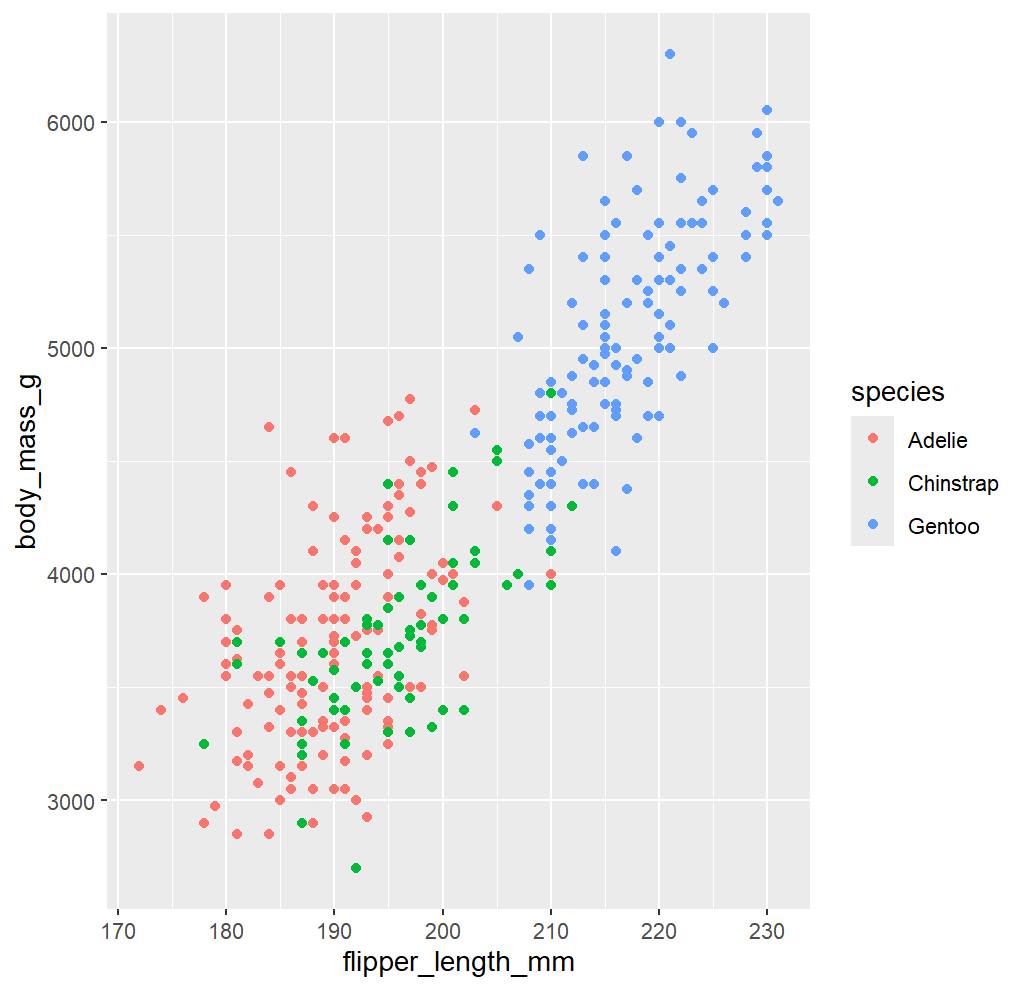 6000
5000
4000
3000
body_mass_g
170 180 190 200 210 220 230
flipper_length_mm
species
Adelie
Chinstrap
Gentoo